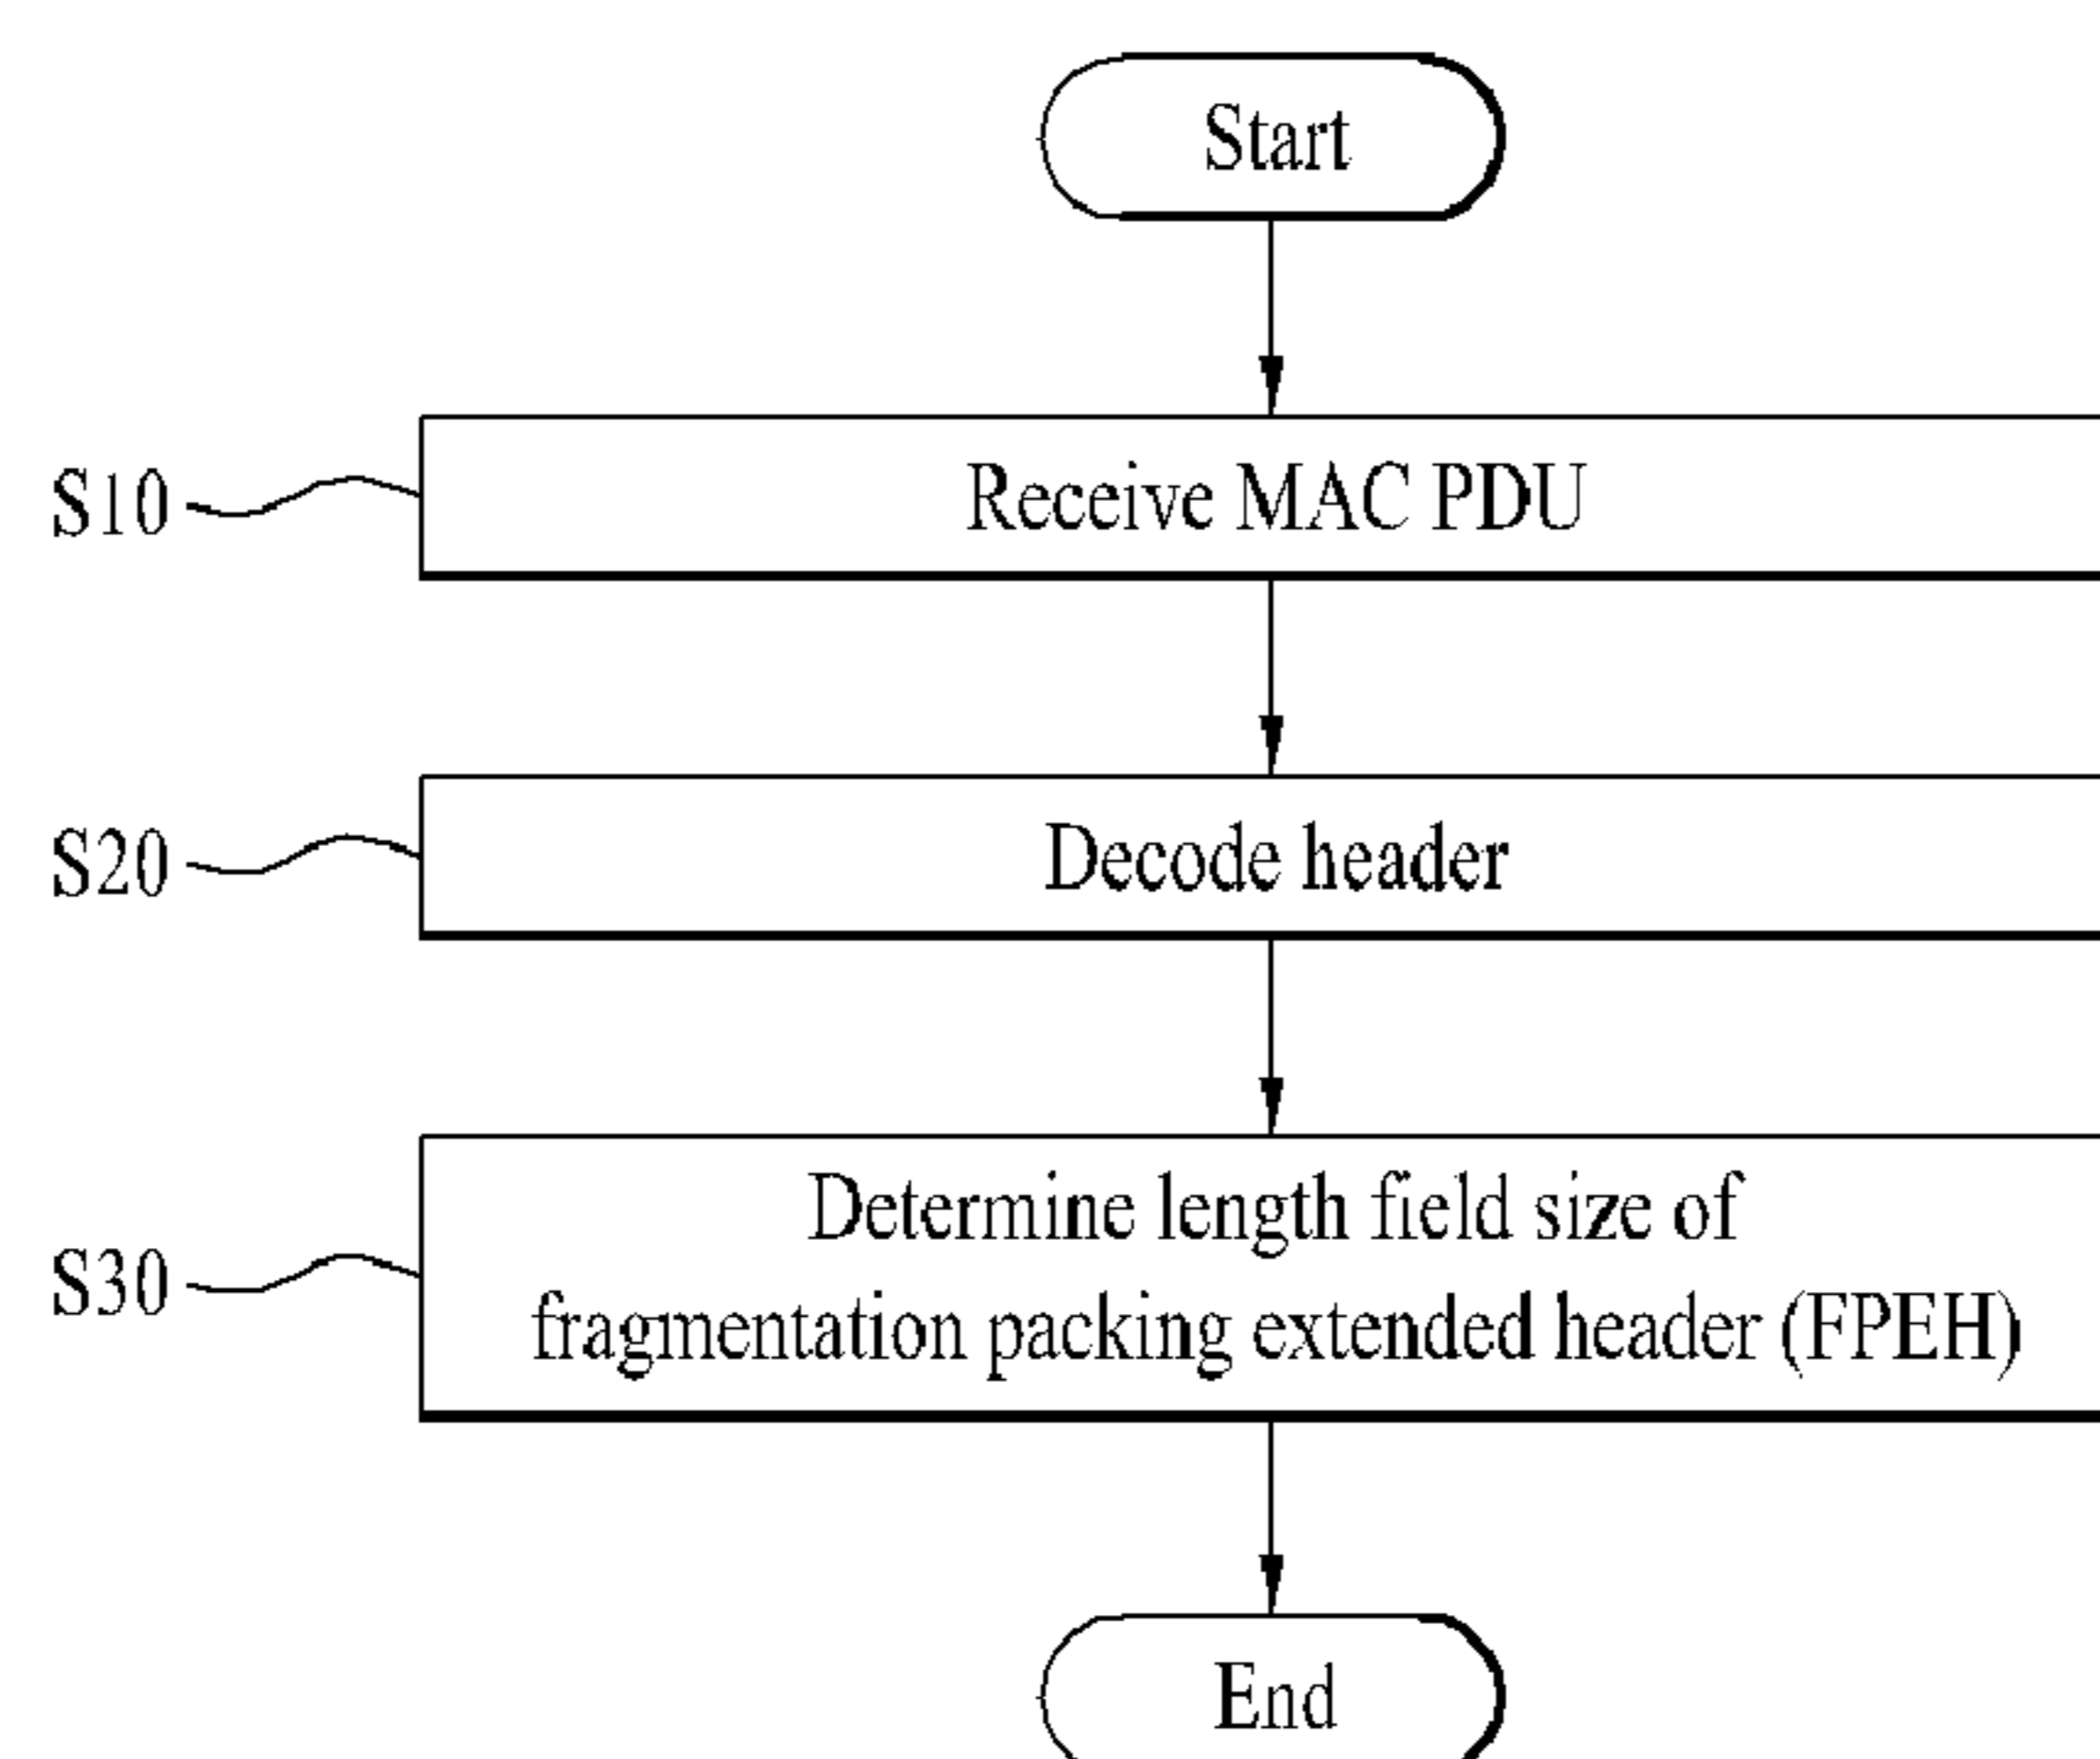 Start
S10
Receive MAC PDU
S20
Decode header
S30
Determine length field size of
fragmentation packing extended header (FPEH)
End